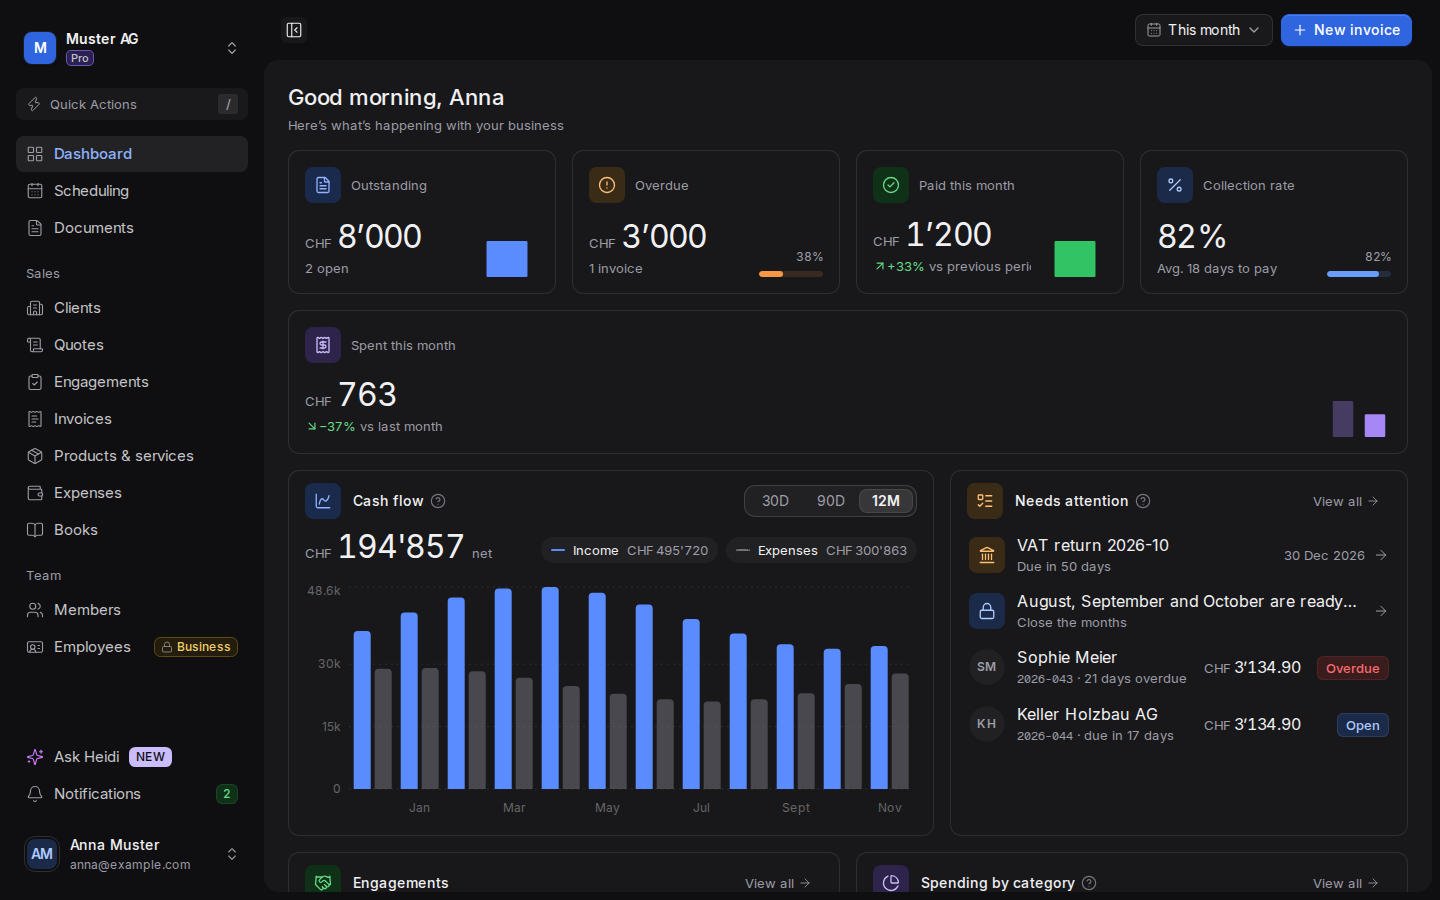 M
Muster AG
Pro
Quick Actions
/
Dashboard
Scheduling
Documents
Sales
Clients
Quotes
Engagements
Invoices
Products & services
Expenses
Books
Team
Members
Employees
Business
Ask Heidi
NEW
Notifications
2
AM
Anna Muster
anna@example.com
This month
New invoice
Good morning, Anna
Here’s what’s happening with your business
Outstanding
CHF 8’000
2 open
Overdue
CHF 3’000
1 invoice
38%
Paid this month
CHF 1’200
+33% vs previous
Collection rate
82%
Avg. 18 days to pay
82%
Spent this month
CHF 763
−37% vs last month
Cash flow
30D
90D
12M
CHF 194'857 net
Income CHF 495'720
Expenses CHF 300'863
48.6k
30k
15k
0
Jan
Mar
May
Jul
Sept
Nov
Needs attention
View all
VAT return 2026-10
Due in 50 days
30 Dec 2026
August, September and October are ready…
Close the months
SM
Sophie Meier
2026-043 · 21 days overdue
CHF 3’134.90
Overdue
KH
Keller Holzbau AG
2026-044 · due in 17 days
CHF 3’134.90
Open
Engagements
View all
Spending by category
View all